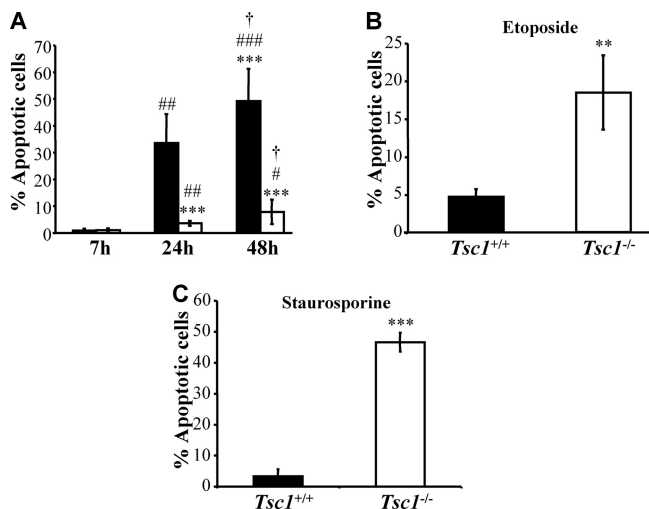 A
% Apoptotic cells
70
60
50
40
30
20
10
0
##
##
***
†
###
***
†
#
***
7h 24h 48h
B
Etoposide
% Apoptotic cells
25
20
15
10
5
0
**
Tsc1+/+ Tsc1-/-
C
Staurosporine
% Apoptotic cells
60
50
40
30
20
10
0
***
Tsc1+/+ Tsc1-/-